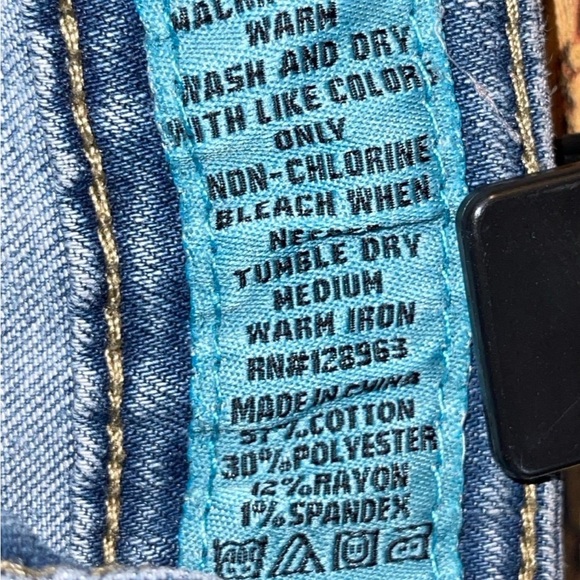 WARM
WASH AND DRY
WITH LIKE COLORS
ONLY
NON-CHLORINE
BLEACH WHEN
TUMBLE DRY
MEDIUM
WARM IRON
RN#128963
MADE IN CHINA
57%COTTON
30%POLYESTER
12%RAYON
1%SPANDEX